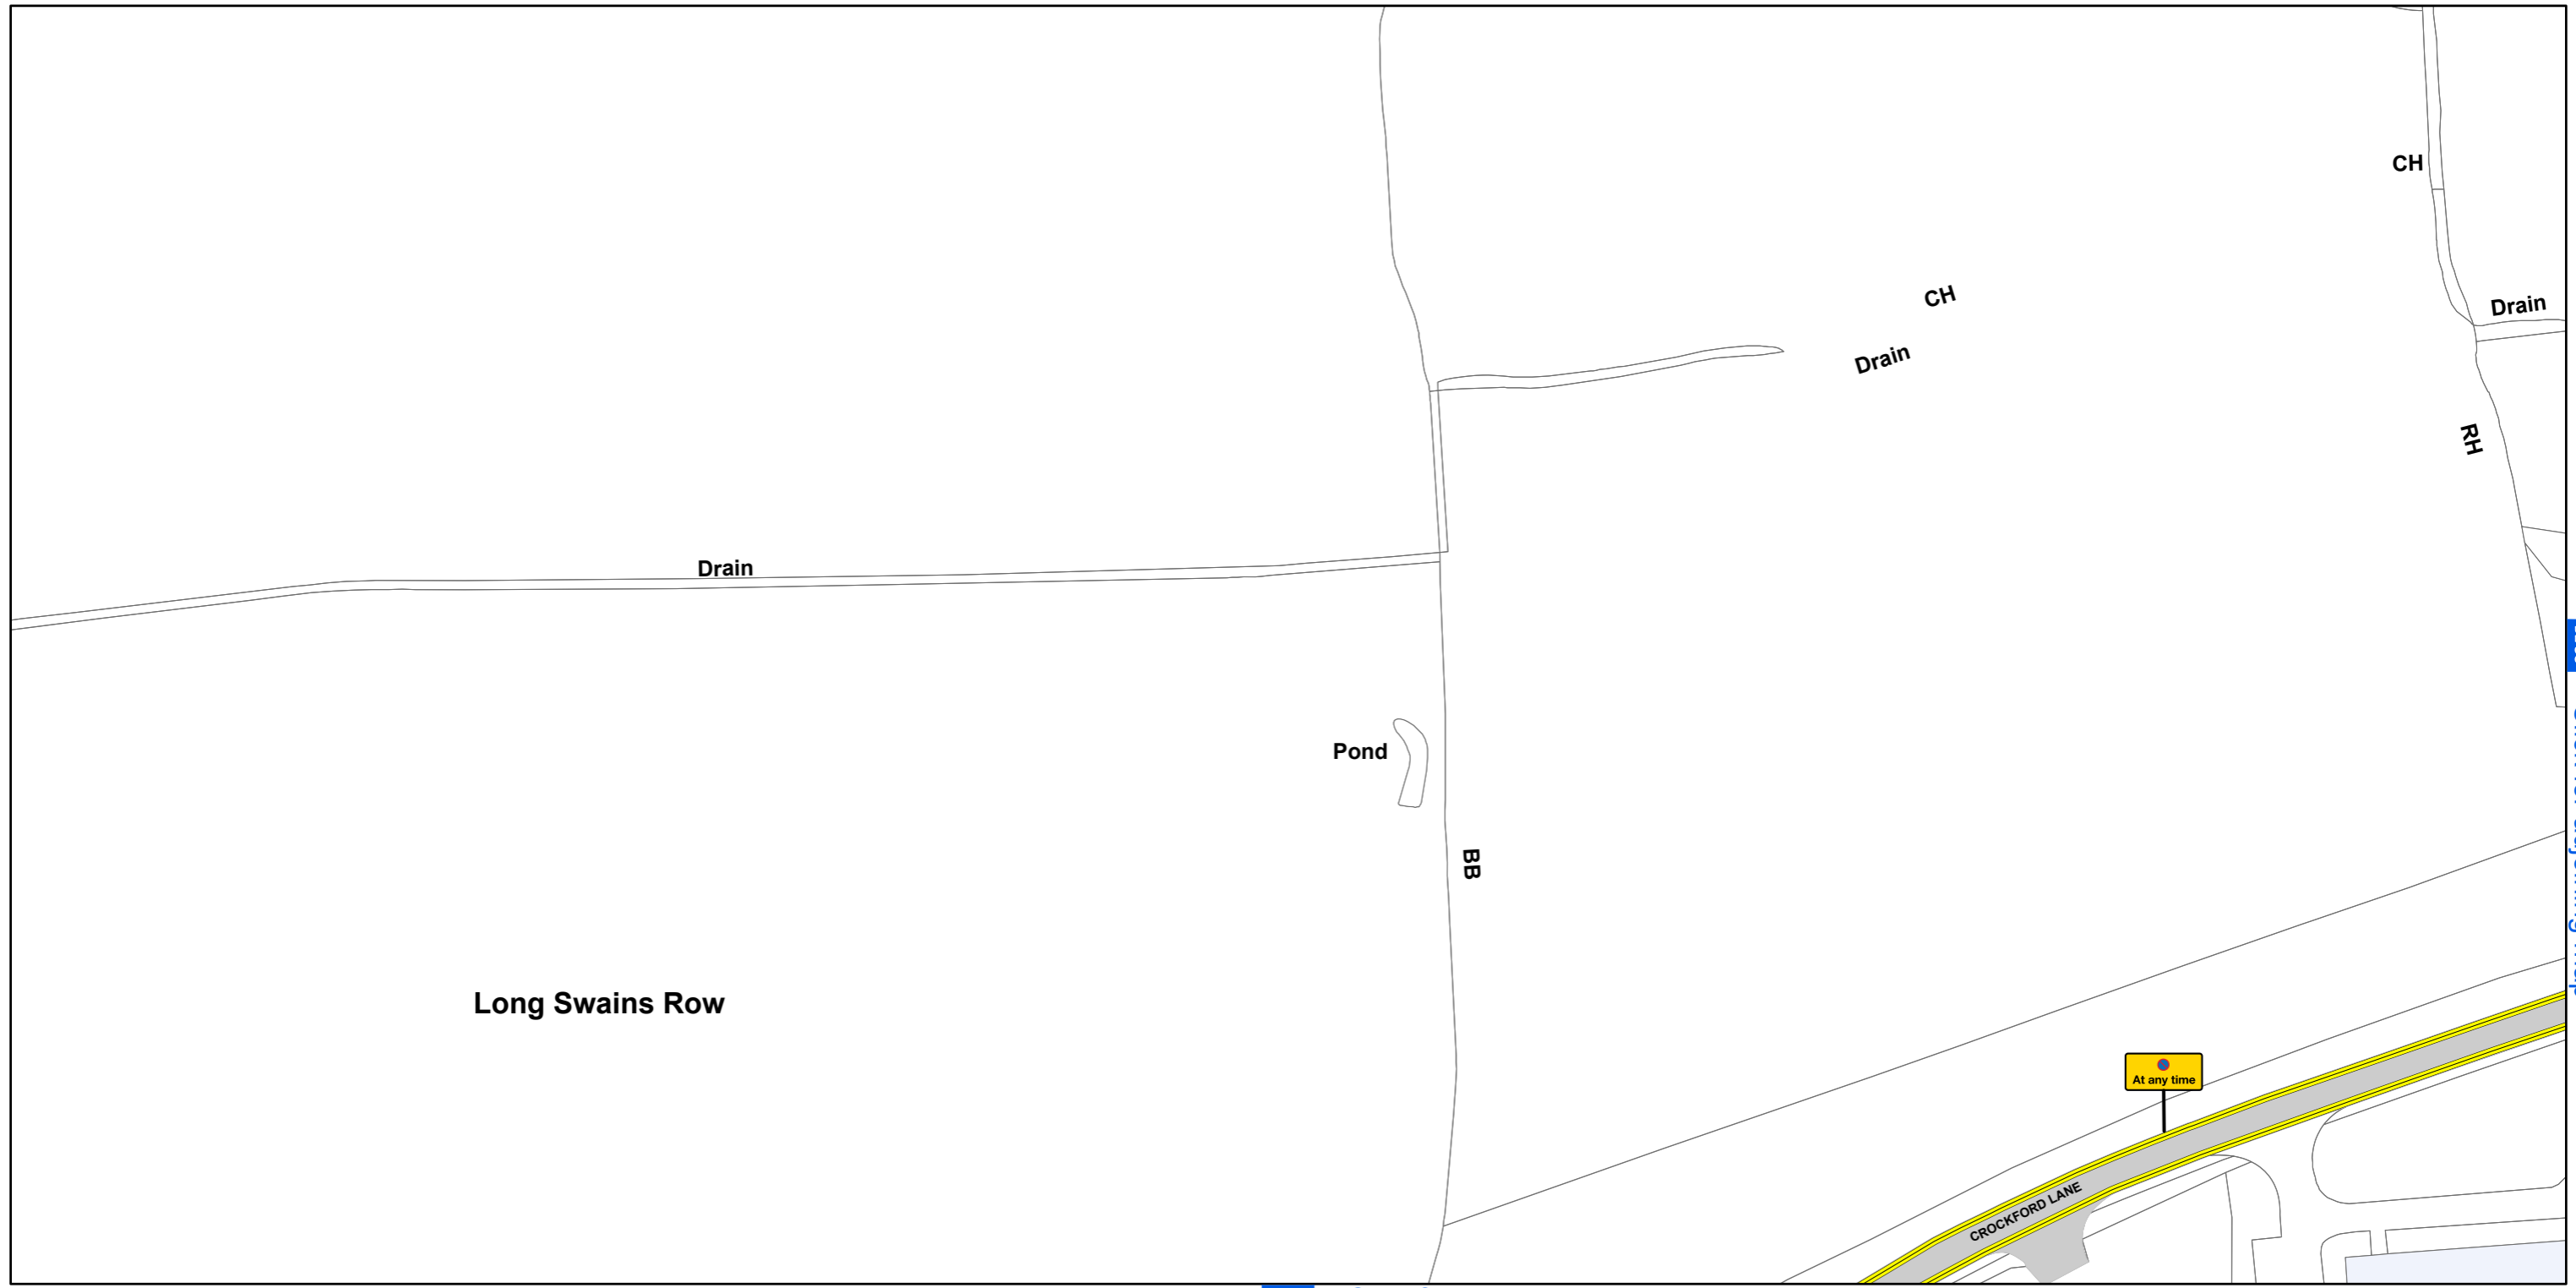 CH
CH
Drain
Drain
RH
Drain
Pond
BB
Long Swains Row
At any time
CROCKFORD LANE